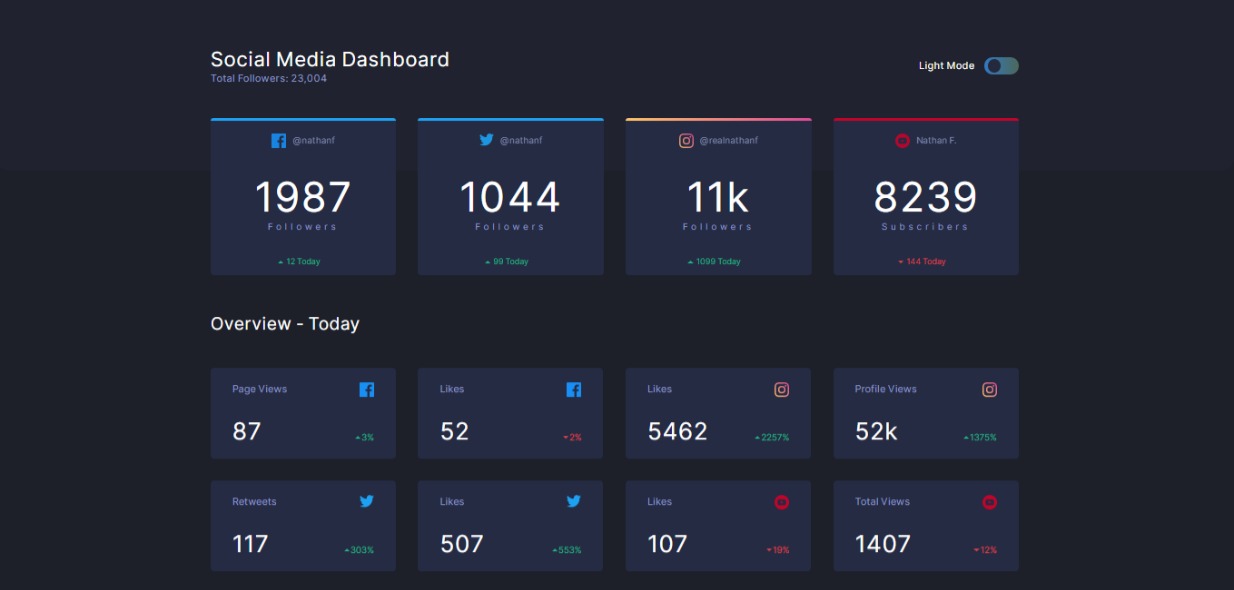 Social Media Dashboard
Total Followers: 23,004
Light Mode
@nathanf
@nathanf
@realnathanf
Nathan F.
1987
1044
11k
8239
Followers
Followers
Followers
Subscribers
12 Today
99 Today
1099 Today
144 Today
Overview - Today
Page Views
Likes
Likes
Profile Views
87
3%
52
2%
5462
2257%
52k
1375%
Retweets
Likes
Likes
Total Views
117
303%
507
553%
107
19%
1407
12%